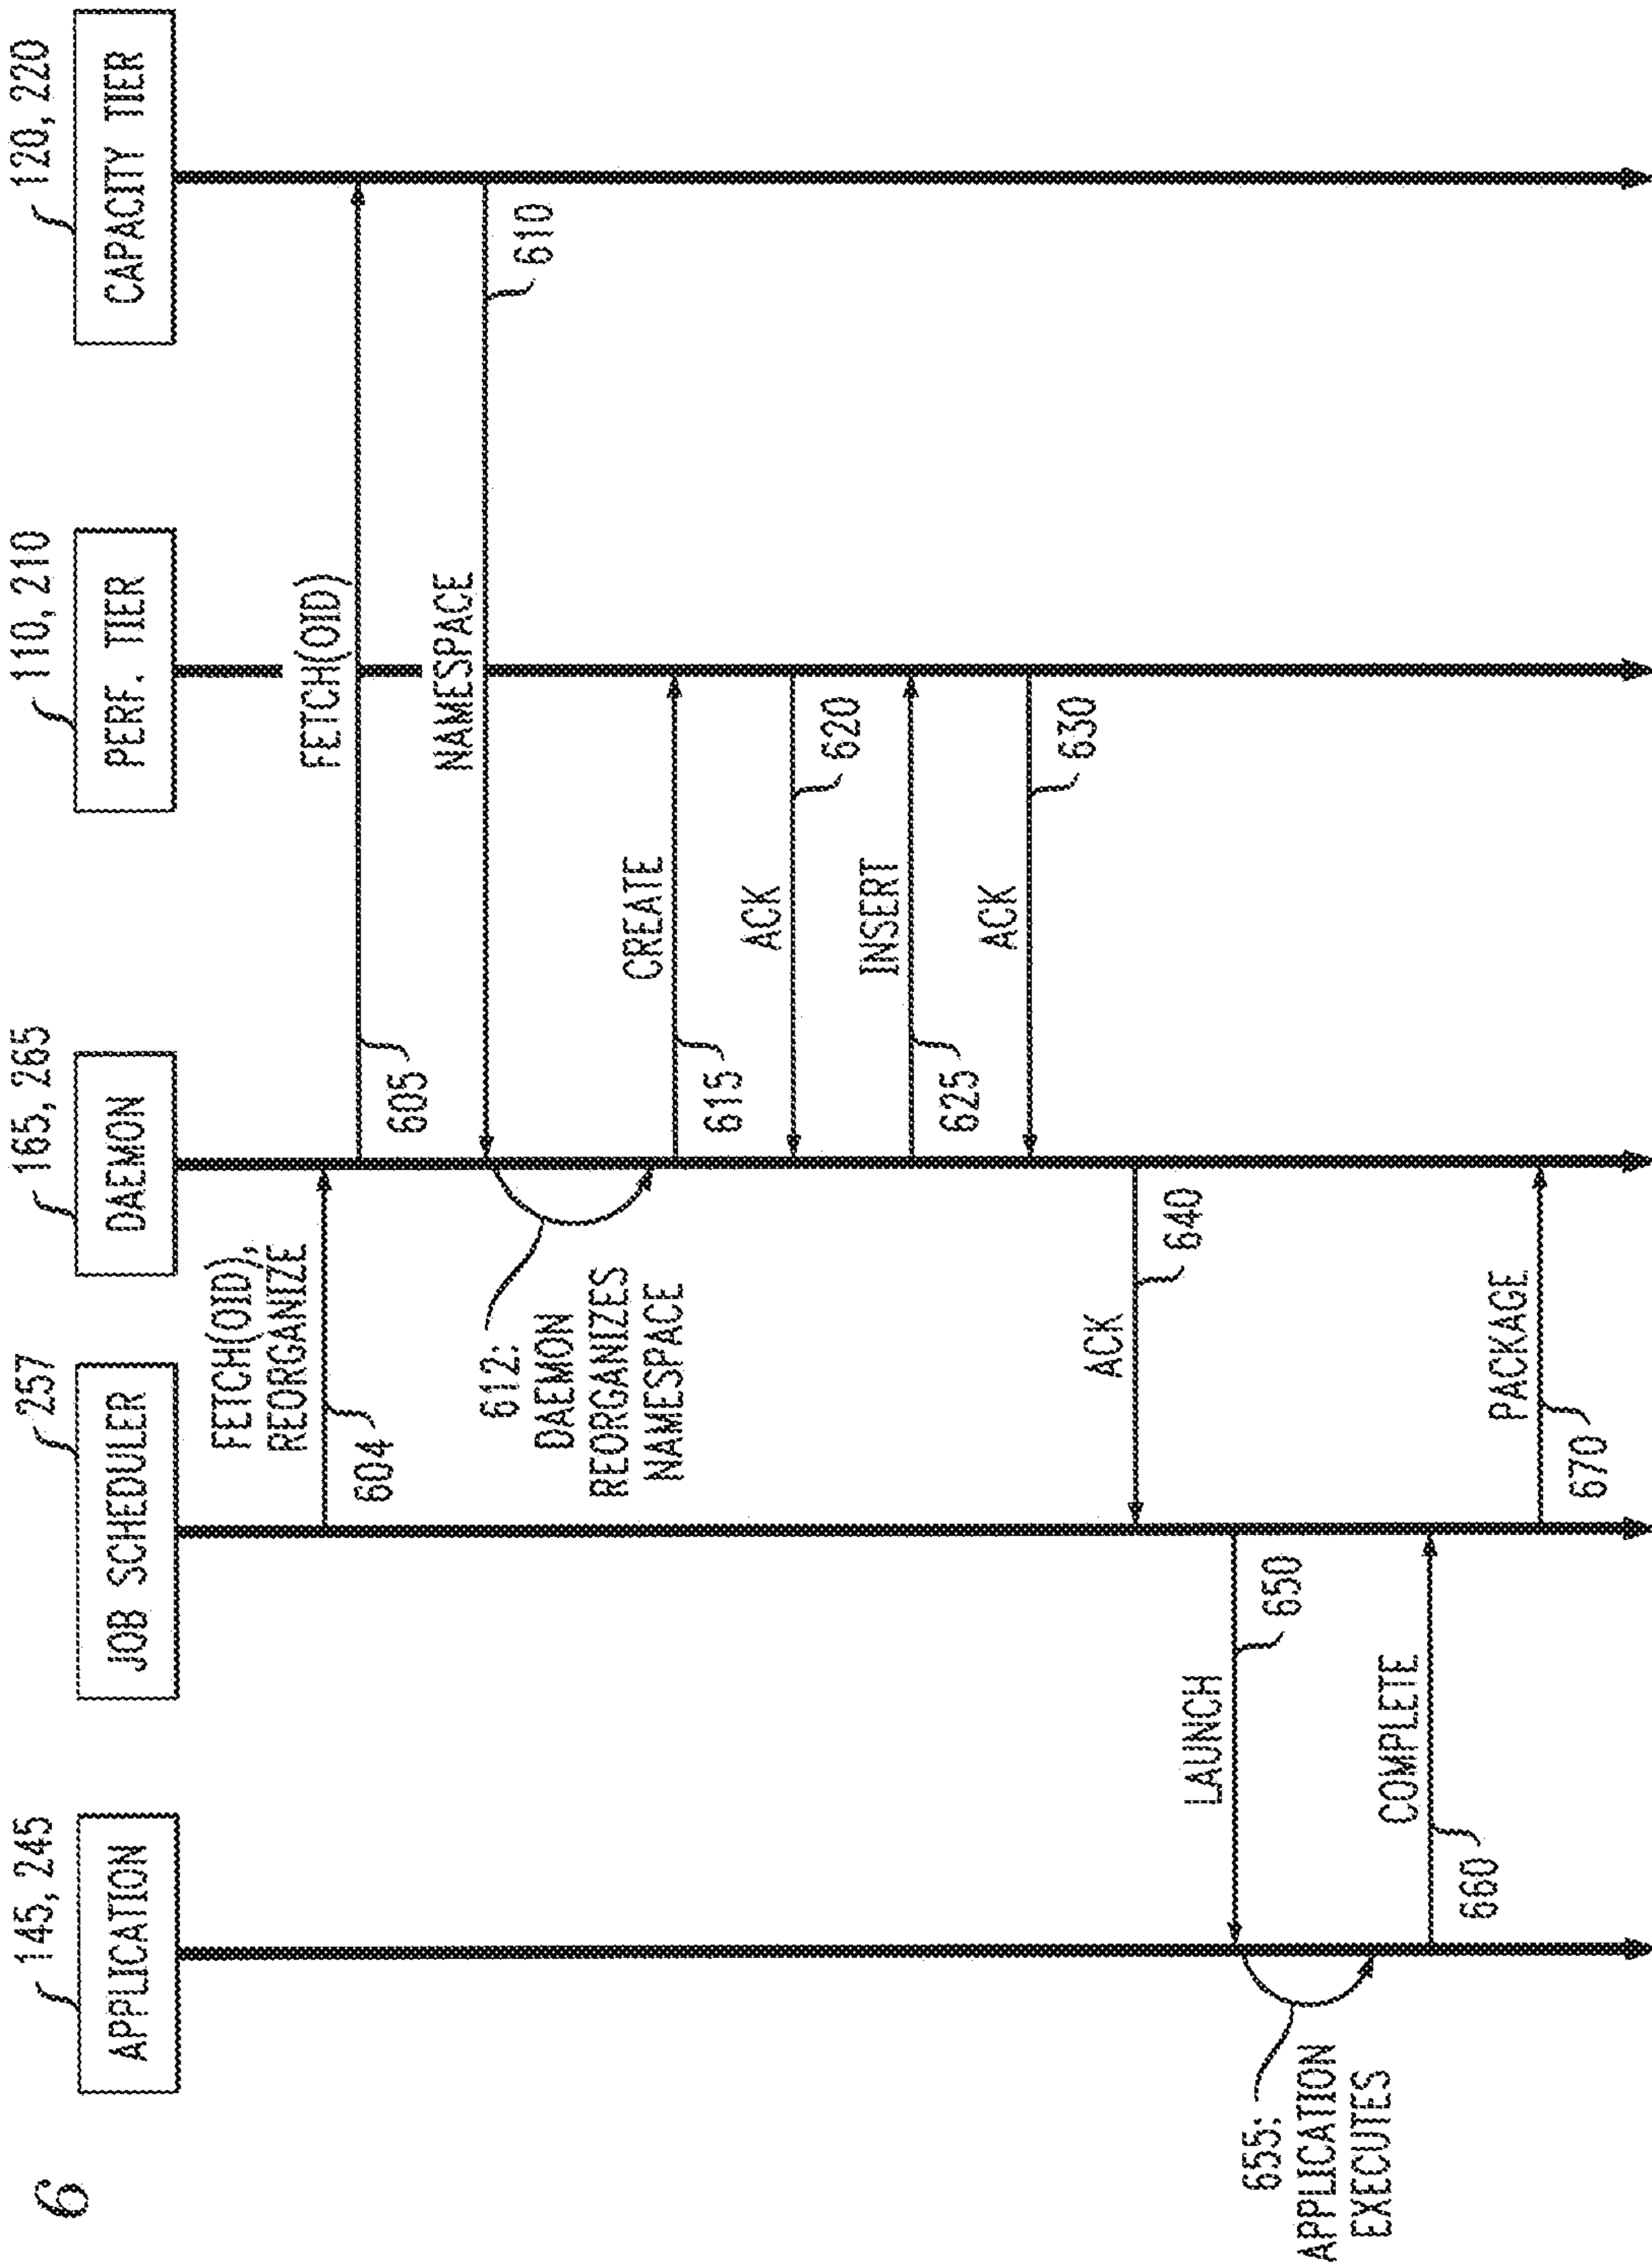 6
145, 245
APPLICATION
257
JOB SCHEDULER
165, 265
DAEMON
110, 210
PERF. TIER
120, 220
CAPACITY TIER
FETCH(OID),
REORGANIZE
604
FETCH(OID)
605
NAMESPACE
610
612:
DAEMON
REORGANIZES
NAMESPACE
CREATE
615
ACK
620
INSERT
625
ACK
630
ACK
640
LAUNCH
650
655:
APPLICATION
EXECUTES
COMPLETE
660
PACKAGE
670